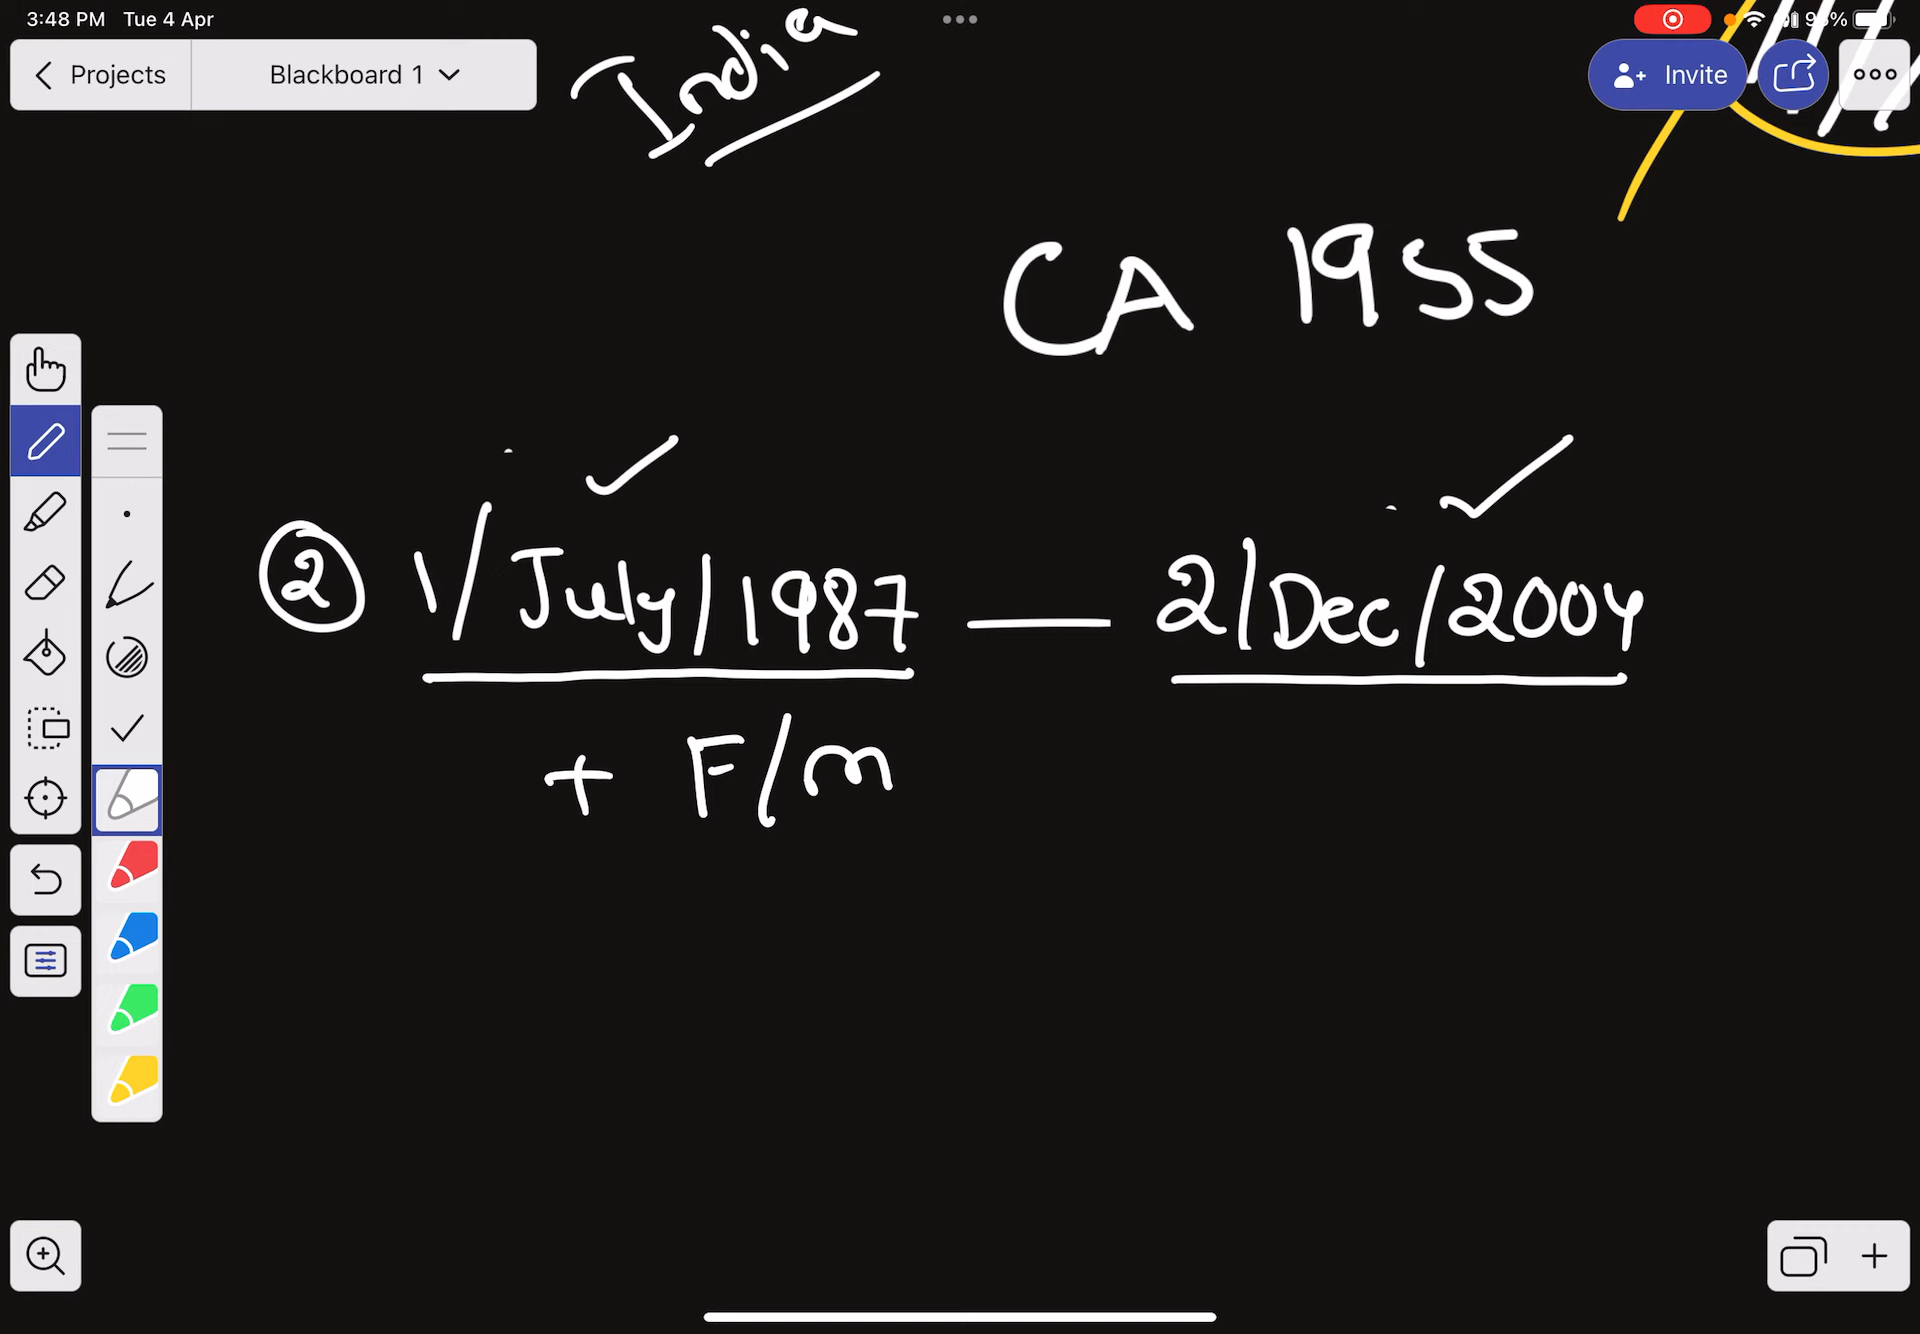 3:48 PM Tue 4 Apr
Projects
Blackboard 1
India
Invite
CA 1955
② 1/July/1987 — 2/Dec/2004
+ F/m